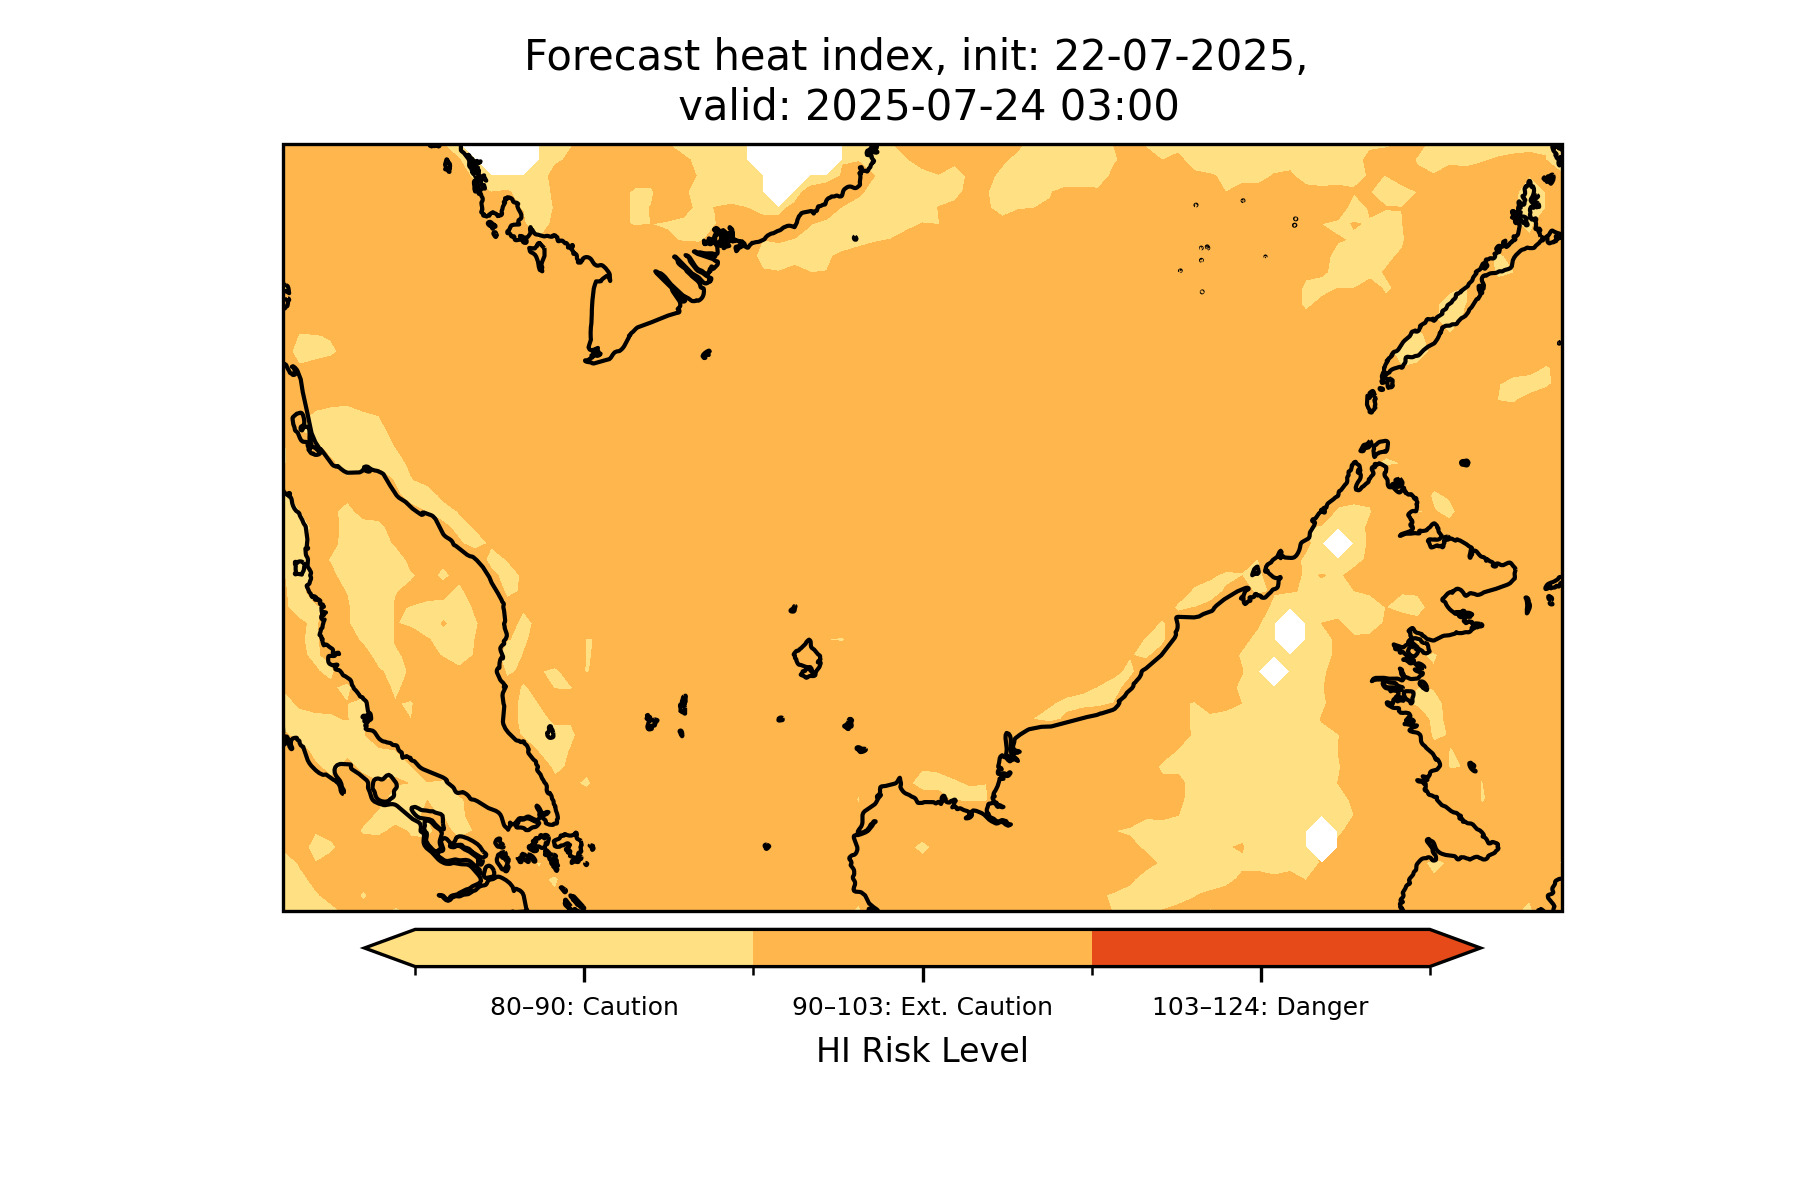 Forecast heat index, init: 22-07-2025,
valid: 2025-07-24 03:00
80–90: Caution
90–103: Ext. Caution
103–124: Danger
HI Risk Level